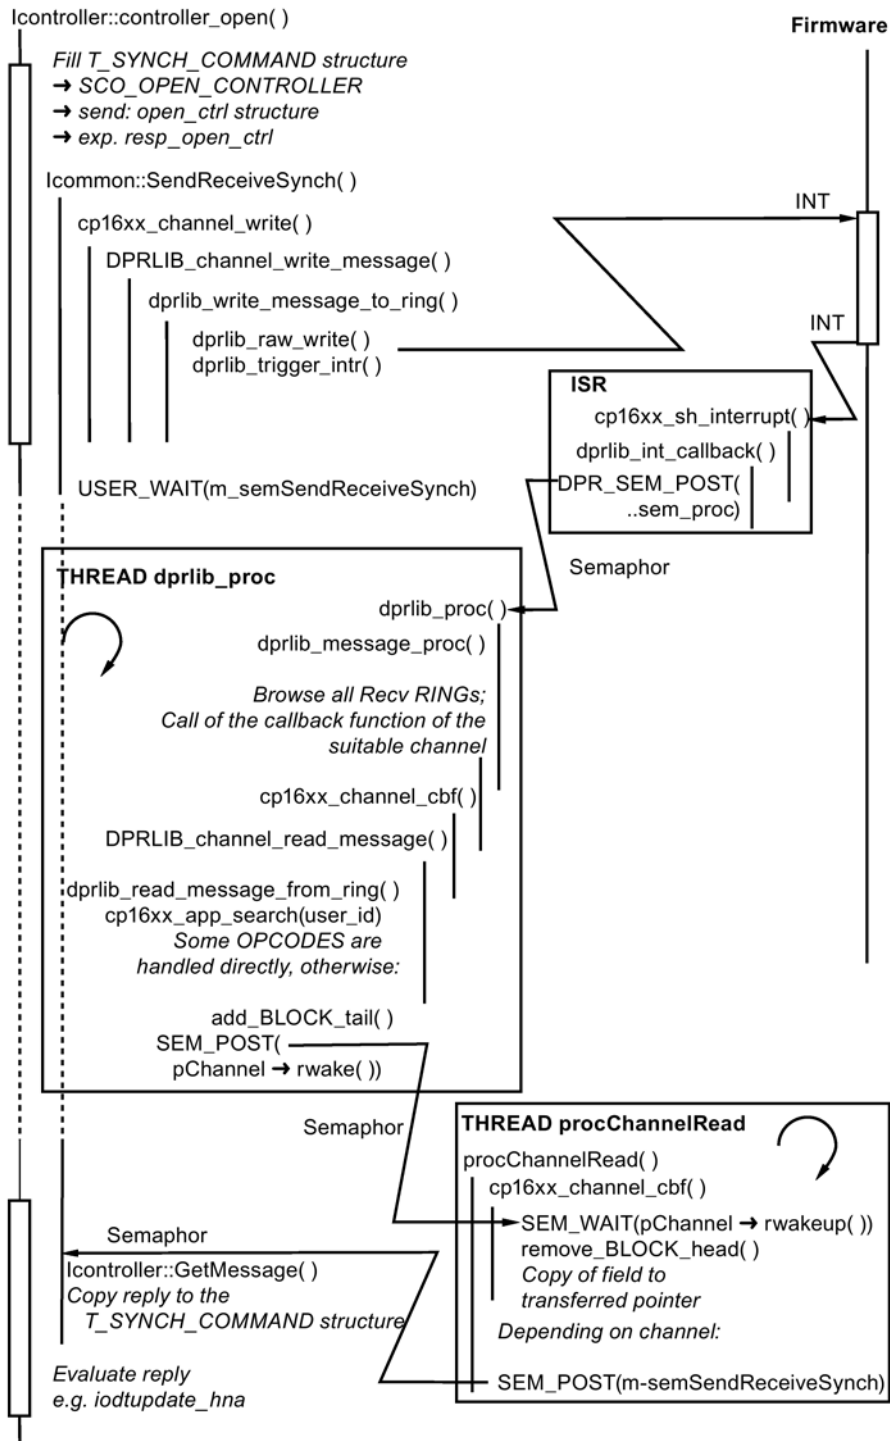 Icontroller::controller_open( )
Firmware
Fill T_SYNCH_COMMAND structure
➔ SCO_OPEN_CONTROLLER
➔ send: open_ctrl structure
➔ exp. resp_open_ctrl
Icommon::SendReceiveSynch( )
INT
cp16xx_channel_write( )
DPRLIB_channel_write_message( )
dprlib_write_message_to_ring( )
INT
dprlib_raw_write( )
dprlib_trigger_intr( )
ISR
cp16xx_sh_interrupt( )
dprlib_int_callback( )
DPR_SEM_POST(
..sem_proc)
USER_WAIT(m_semSendReceiveSynch)
Semaphor
THREAD dprlib_proc
dprlib_proc( )
dprlib_message_proc( )
Browse all Recv RINGs;
Call of the callback function of the
suitable channel
cp16xx_channel_cbf( )
DPRLIB_channel_read_message( )
dprlib_read_message_from_ring( )
cp16xx_app_search(user_id)
Some OPCODES are
handled directly, otherwise:
add_BLOCK_tail( )
SEM_POST(
pChannel ➔ rwake( ))
Semaphor
THREAD procChannelRead
procChannelRead( )
cp16xx_channel_cbf( )
SEM_WAIT(pChannel ➔ rwakeup( ))
remove_BLOCK_head( )
Copy of field to
transferred pointer
Depending on channel:
SEM_POST(m-semSendReceiveSynch)
Semaphor
Icontroller::GetMessage( )
Copy reply to the
T_SYNCH_COMMAND structure
Evaluate reply
e.g. iodtupdate_hna